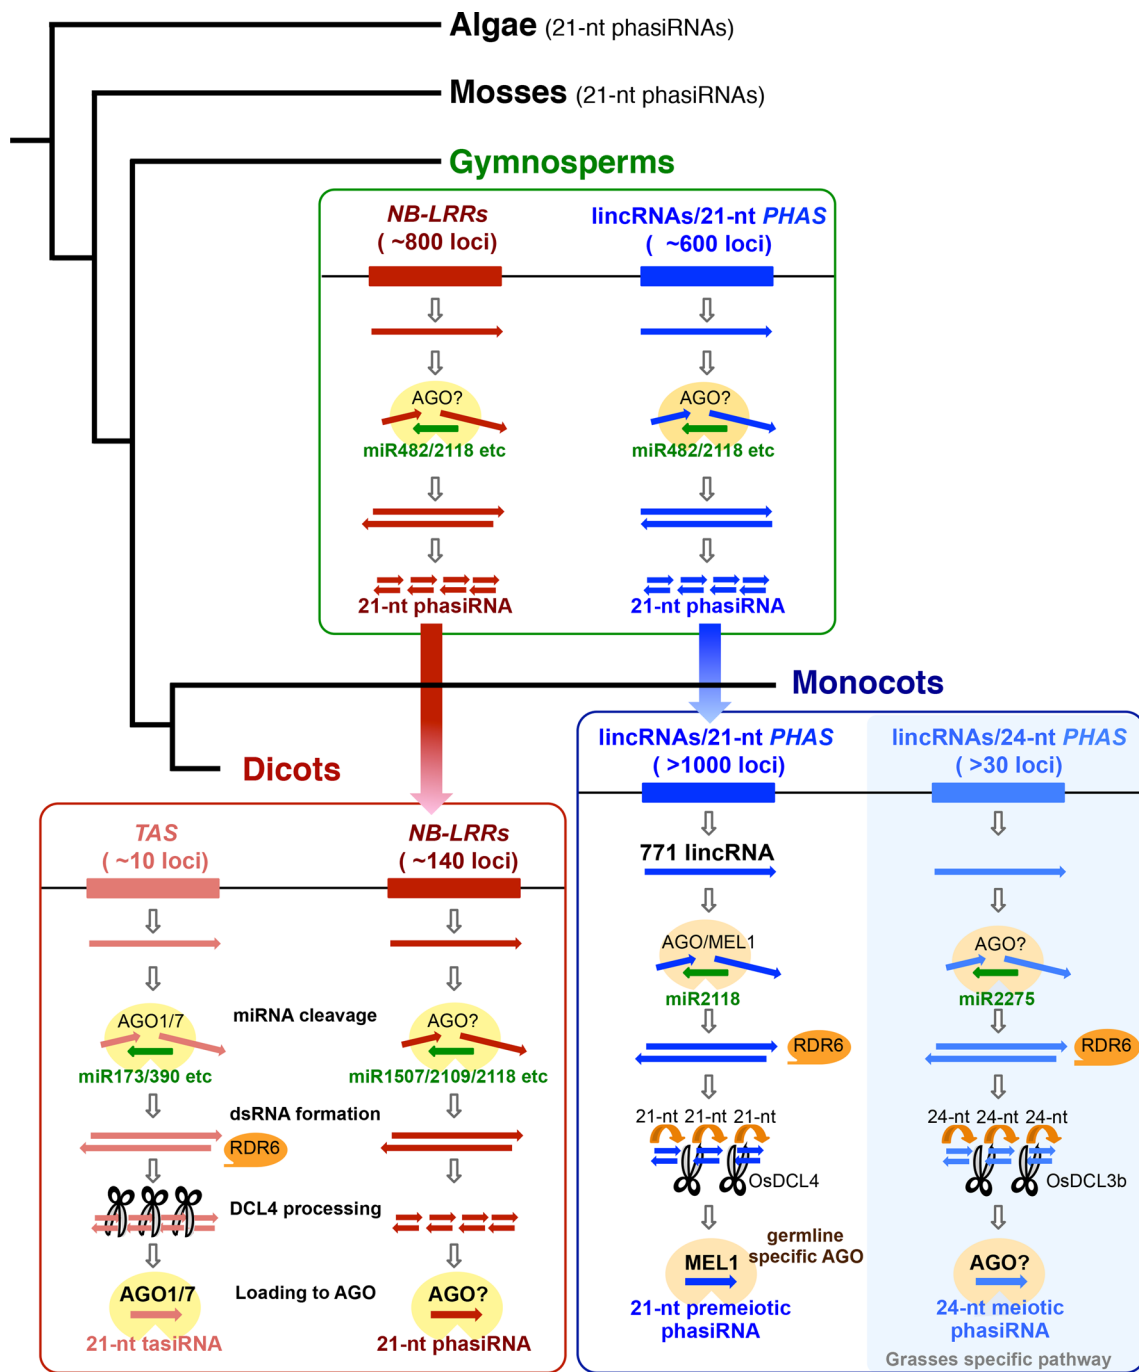 Algae (21-nt phasiRNAs)
Mosses (21-nt phasiRNAs)
Gymnosperms
NB-LRRs
( ~800 loci)
lincRNAs/21-nt PHAS
( ~600 loci)
AGO?
miR482/2118 etc
AGO?
miR482/2118 etc
21-nt phasiRNA
21-nt phasiRNA
Monocots
Dicots
TAS
( ~10 loci)
NB-LRRs
( ~140 loci)
AGO1/7
miRNA cleavage
AGO?
miR173/390 etc
miR1507/2109/2118 etc
dsRNA formation
RDR6
DCL4 processing
AGO1/7
Loading to AGO
AGO?
21-nt tasiRNA
21-nt phasiRNA
lincRNAs/21-nt PHAS
( >1000 loci)
771 lincRNA
AGO/MEL1
miR2118
RDR6
21-nt 21-nt 21-nt
OsDCL4
germline
specific AGO
MEL1
21-nt premeiotic
phasiRNA
lincRNAs/24-nt PHAS
( >30 loci)
AGO?
miR2275
RDR6
24-nt 24-nt 24-nt
OsDCL3b
AGO?
24-nt meiotic
phasiRNA
Grasses specific pathway